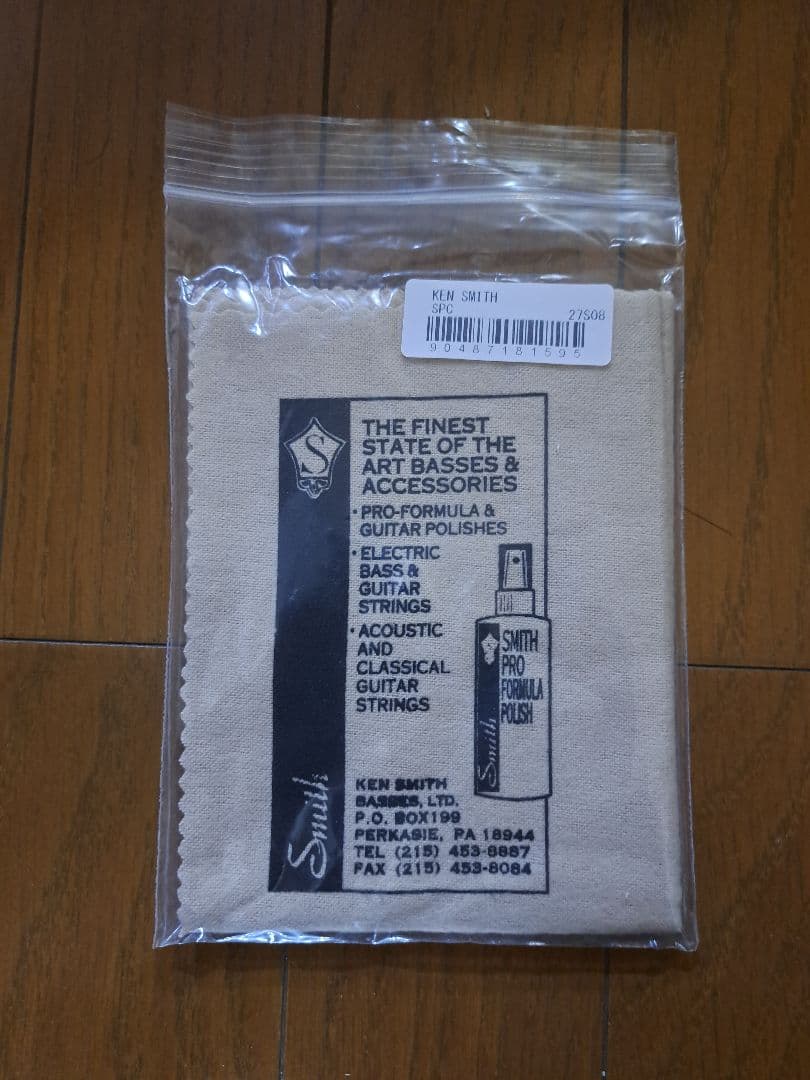 KEN SMITH
SPC 27S08
904871 81595
S
THE FINEST
STATE OF THE
ART BASSES &
ACCESSORIES
• PRO-FORMULA &
GUITAR POLISHES
• ELECTRIC
BASS &
GUITAR
STRINGS
• ACOUSTIC
AND
CLASSICAL
GUITAR
STRINGS
SMITH
PRO
FORMULA
POLISH
Smith
Smith
KEN SMITH
BASSES, LTD.
P.O. BOX199
PERKASIE, PA 18944
TEL (215) 453-8887
FAX (215) 453-8084